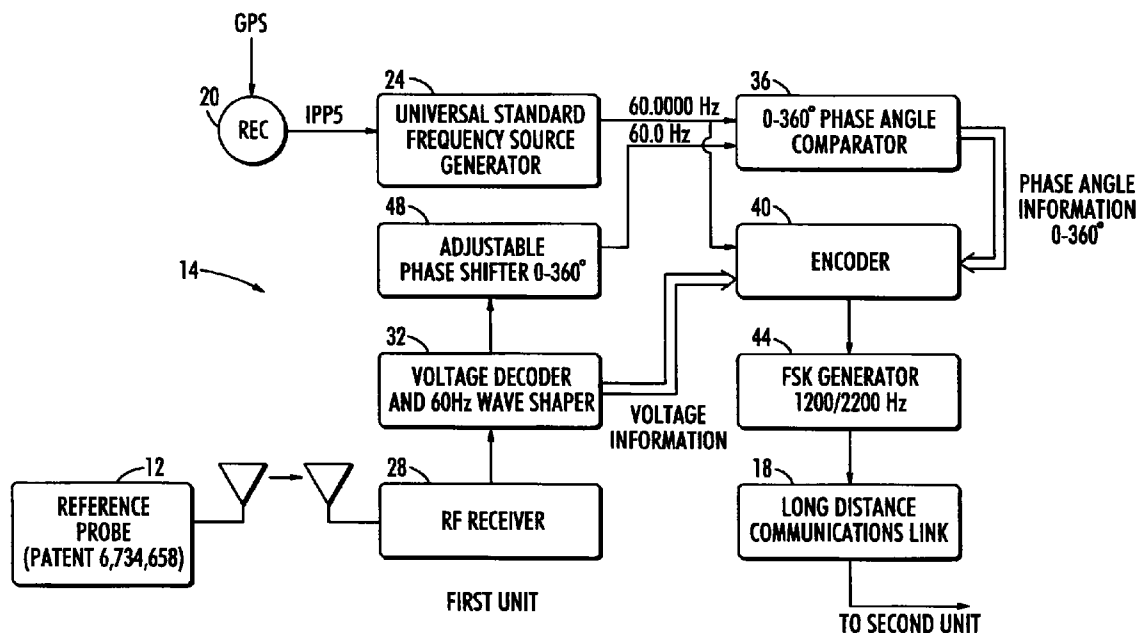 GPS
20
REC
IPP5
24
UNIVERSAL STANDARD
FREQUENCY SOURCE
GENERATOR
60.0000 Hz
60.0 Hz
36
0-360° PHASE ANGLE
COMPARATOR
PHASE ANGLE
INFORMATION
0-360°
48
ADJUSTABLE
PHASE SHIFTER 0-360°
40
ENCODER
14
32
VOLTAGE DECODER
AND 60Hz WAVE SHAPER
VOLTAGE
INFORMATION
44
FSK GENERATOR
1200/2200 Hz
12
REFERENCE
PROBE
(PATENT 6,734,658)
28
RF RECEIVER
18
LONG DISTANCE
COMMUNICATIONS LINK
FIRST UNIT
TO SECOND UNIT